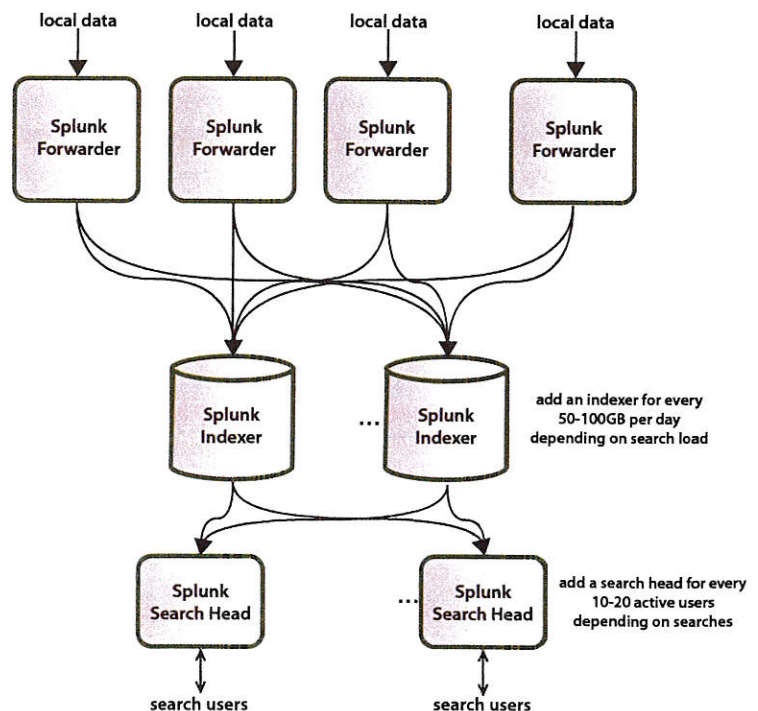 local data
local data
local data
local data
Splunk
Forwarder
Splunk
Forwarder
Splunk
Forwarder
Splunk
Forwarder
Splunk
Indexer
...
Splunk
Indexer
add an indexer for every
50-100GB per day
depending on search load
Splunk
Search Head
...
Splunk
Search Head
add a search head for every
10-20 active users
depending on searches
search users
search users